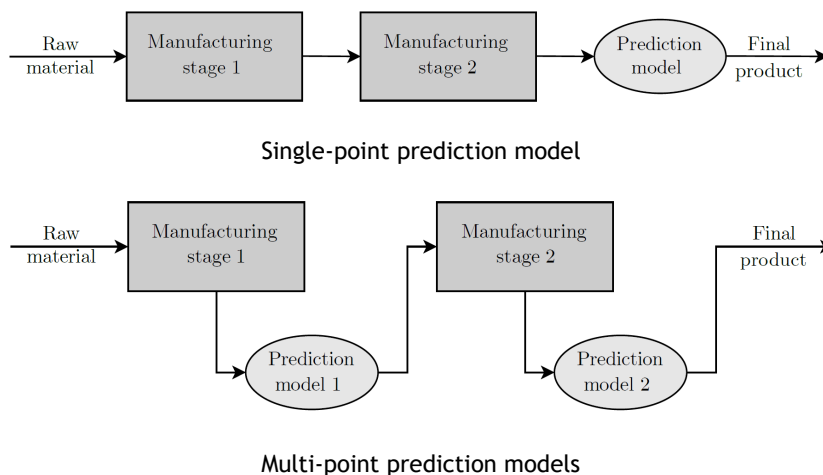 Raw
material
Manufacturing
stage 1
Manufacturing
stage 2
Prediction
model
Final
product
Single-point prediction model
Raw
material
Manufacturing
stage 1
Manufacturing
stage 2
Final
product
Prediction
model 1
Prediction
model 2
Multi-point prediction models